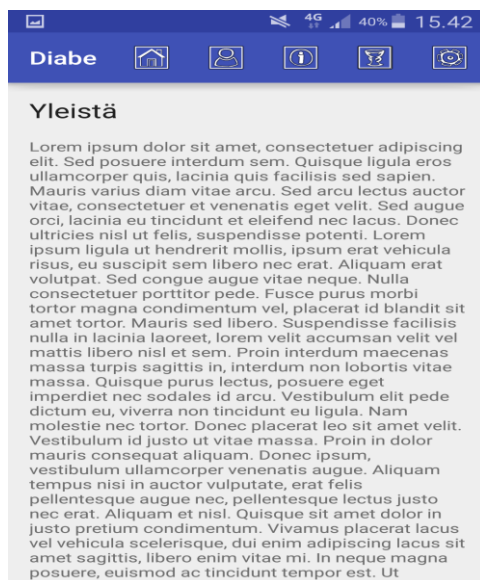 4G 40% 15.42
Diabe
Yleistä
Lorem ipsum dolor sit amet, consectetuer adipiscing
elit. Sed posuere interdum sem. Quisque ligula eros
ullamcorper quis, lacinia quis facilisis sed sapien.
Mauris varius diam vitae arcu. Sed arcu lectus auctor
vitae, consectetuer et venenatis eget velit. Sed augue
orci, lacinia eu tincidunt et eleifend nec lacus. Donec
ultricies nisl ut felis, suspendisse potenti. Lorem
ipsum ligula ut hendrerit mollis, ipsum erat vehicula
risus, eu suscipit sem libero nec erat. Aliquam erat
volutpat. Sed congue augue vitae neque. Nulla
consectetuer porttitor pede. Fusce purus morbi
tortor magna condimentum vel, placerat id blandit sit
amet tortor. Mauris sed libero. Suspendisse facilisis
nulla in lacinia laoreet, lorem velit accumsan velit vel
mattis libero nisl et sem. Proin interdum maecenas
massa turpis sagittis in, interdum non lobortis vitae
massa. Quisque purus lectus, posuere eget
imperdiet nec sodales id arcu. Vestibulum elit pede
dictum eu, viverra non tincidunt eu ligula. Nam
molestie nec tortor. Donec placerat leo sit amet velit.
Vestibulum id justo ut vitae massa. Proin in dolor
mauris consequat aliquam. Donec ipsum,
vestibulum ullamcorper venenatis augue. Aliquam
tempus nisi in auctor vulputate, erat felis
pellentesque augue nec, pellentesque lectus justo
nec erat. Aliquam et nisl. Quisque sit amet dolor in
justo pretium condimentum. Vivamus placerat lacus
vel vehicula scelerisque, dui enim adipiscing lacus sit
amet sagittis, libero enim vitae mi. In neque magna
posuere, euismod ac tincidunt tempor est. Ut